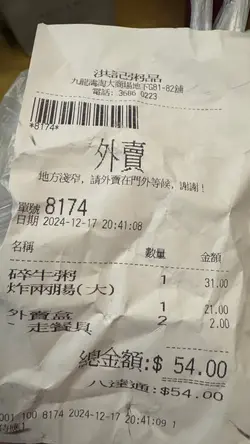 洪記粥品
九龍鴻淘大商場地下G81-82舖
電話: 3686 0223
*8174*
外賣
地方淺窄, 請外賣在門外等候, 謝謝!
單號 8174
日期 2024-12-17 20:41:08
名稱 數量 金額
碎牛粥 1 31.00
炸兩腸(大) 1 21.00
外賣盒 2 2.00
走餐具
總金額:$ 54.00
八達通:$54.00
001 100 8174 2024-12-17 20:41:09 1